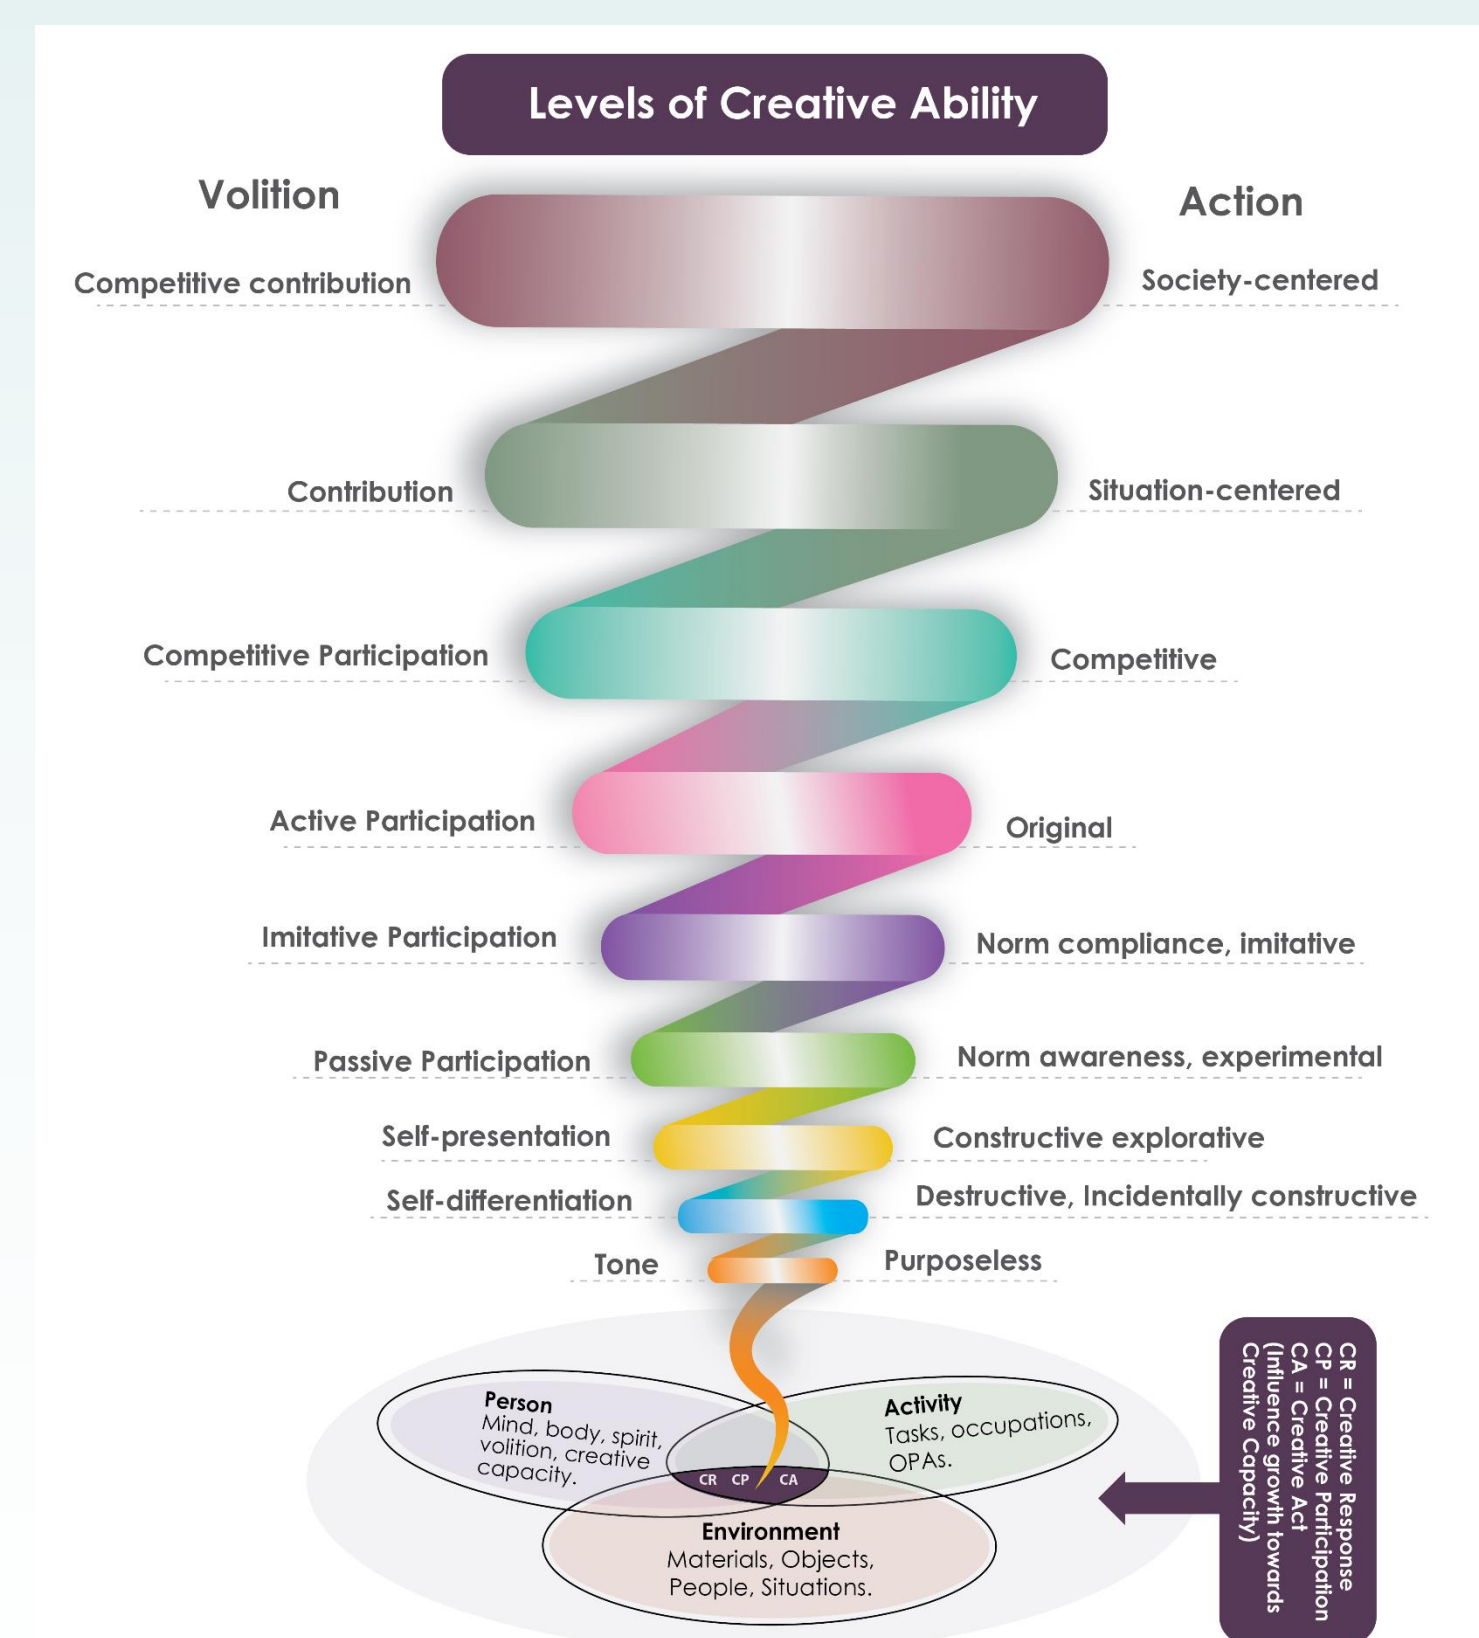 Levels of Creative Ability
Volition
Action
Competitive contribution
Society-centered
Contribution
Situation-centered
Competitive Participation
Competitive
Active Participation
Original
Imitative Participation
Norm compliance, imitative
Passive Participation
Norm awareness, experimental
Self-presentation
Constructive explorative
Self-differentiation
Destructive, Incidentally constructive
Tone
Purposeless
Person
Mind, body, spirit,
volition, creative
capacity.
Activity
Tasks, occupations,
OPAs.
CR CP CA
Environment
Materials, Objects,
People, Situations.
CR = Creative Response
CP = Creative Participation
CA = Creative Act
(Influence growth towards
Creative Capacity)